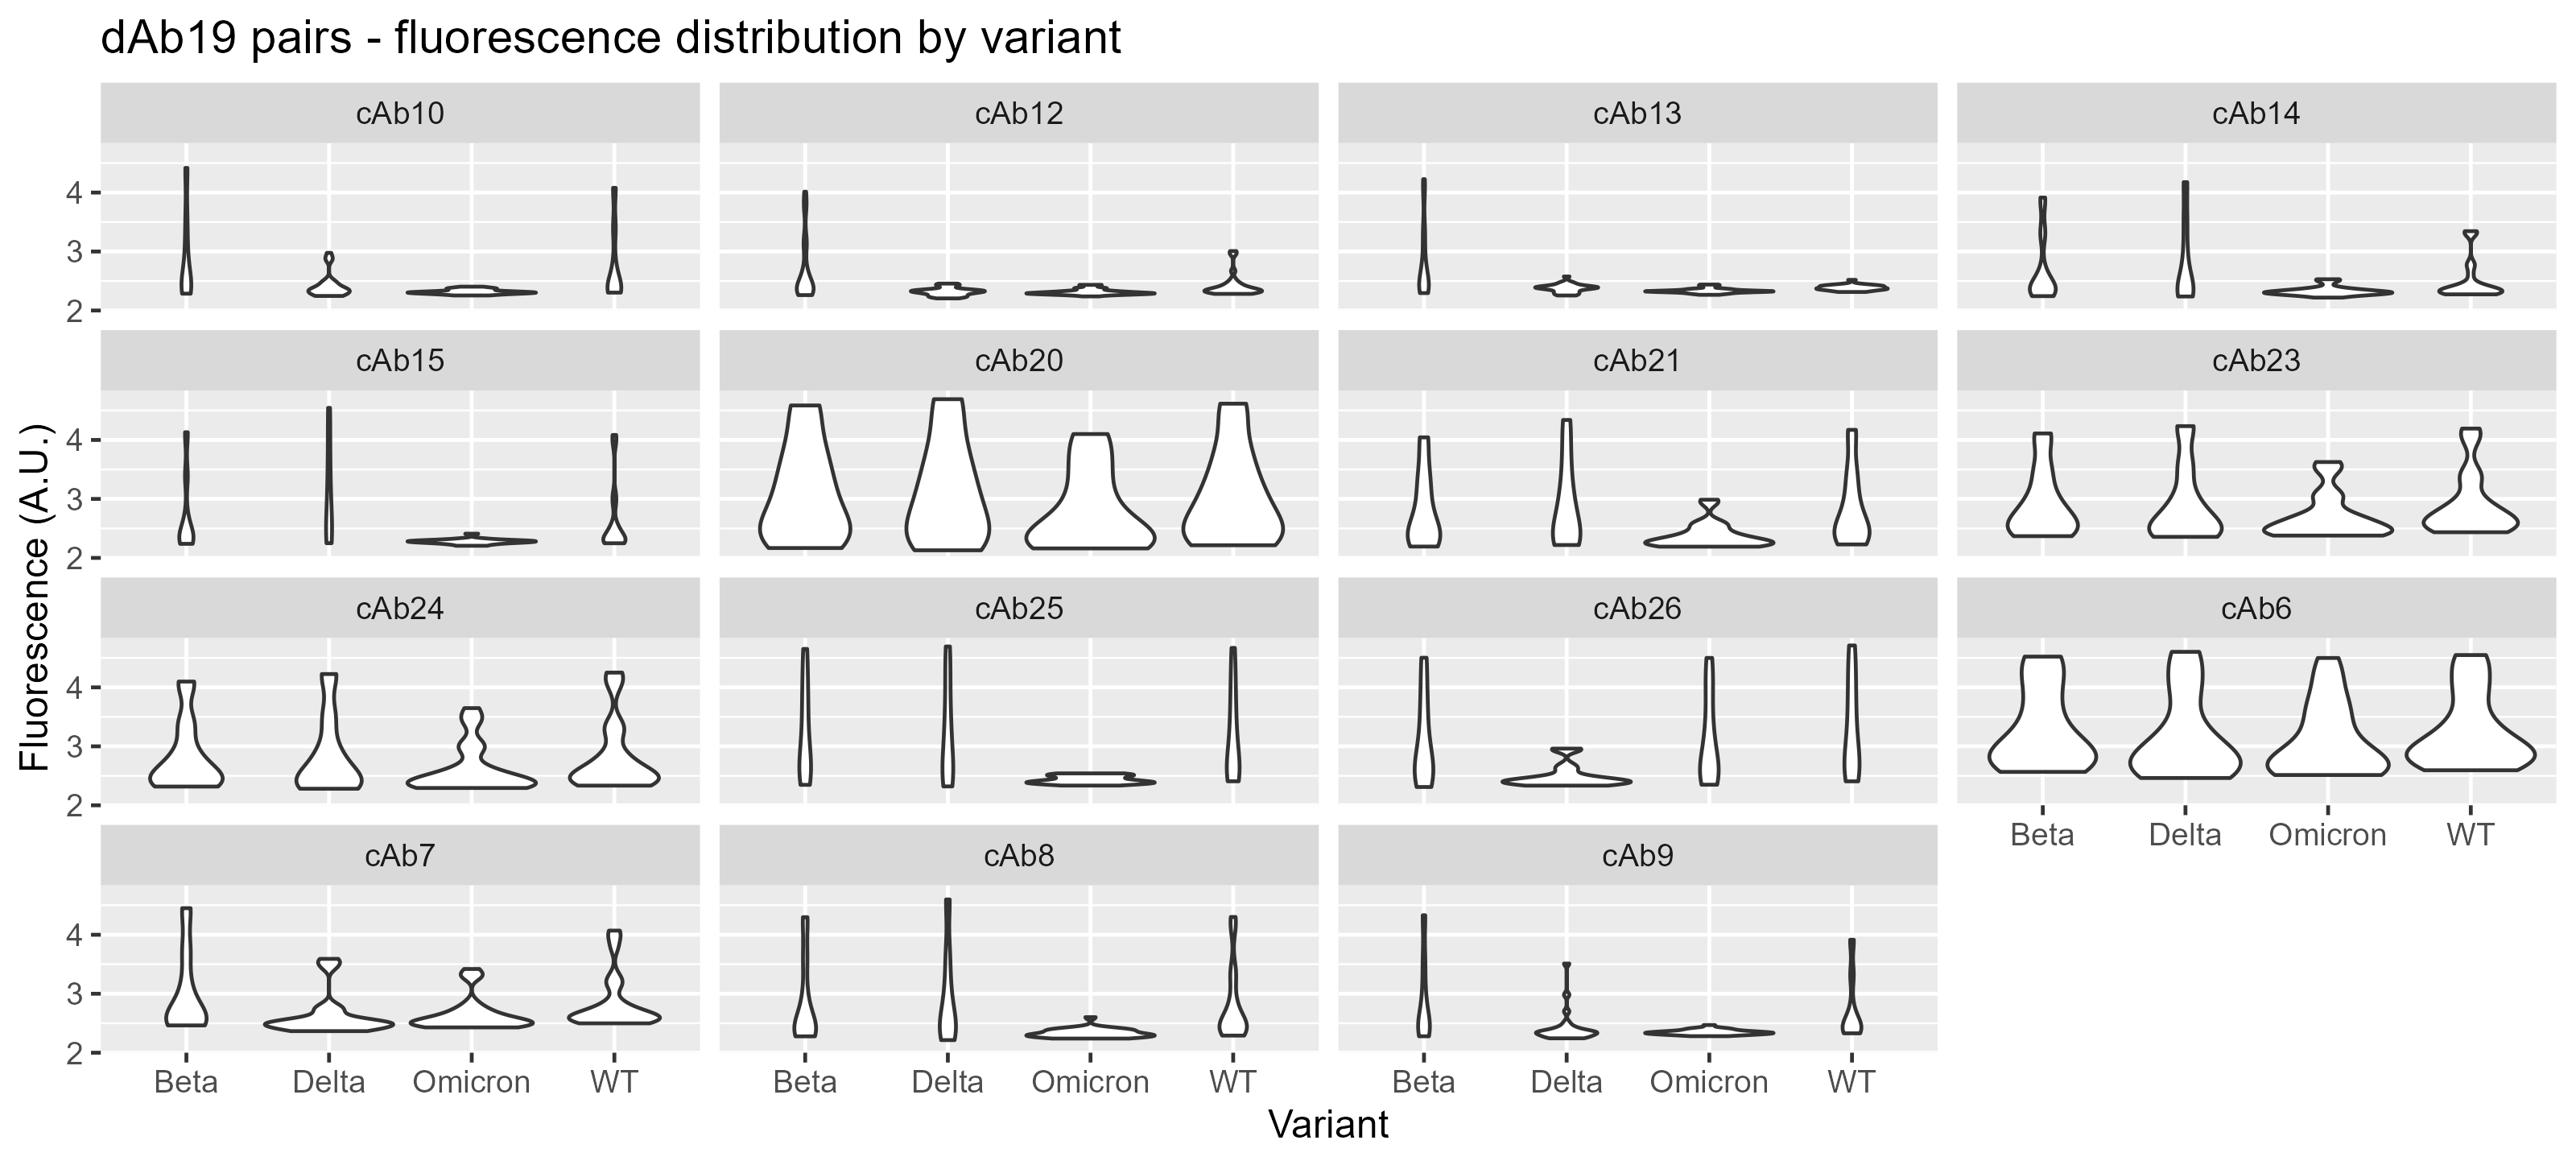 dAb19 pairs - fluorescence distribution by variant
cAb10 cAb12 cAb13 cAb14
4
3
2
cAb15 cAb20 cAb21 cAb23
4
3
2
Fluorescence (A.U.)
cAb24 cAb25 cAb26 cAb6
4
3
2
Beta Delta Omicron WT
cAb7 cAb8 cAb9
4
3
2
Beta Delta Omicron WT Beta Delta Omicron WT Beta Delta Omicron WT
Variant